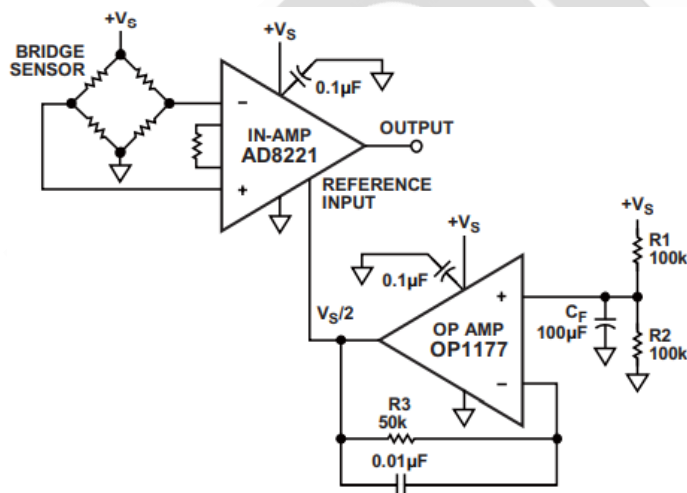 +VS
BRIDGE
SENSOR
+VS
0.1µF
−
IN-AMP
AD8221
+
OUTPUT
REFERENCE
INPUT
+VS
R1
100k
+VS
0.1µF
VS/2
+
OP AMP
OP1177
−
CF
100µF
R2
100k
R3
50k
0.01µF